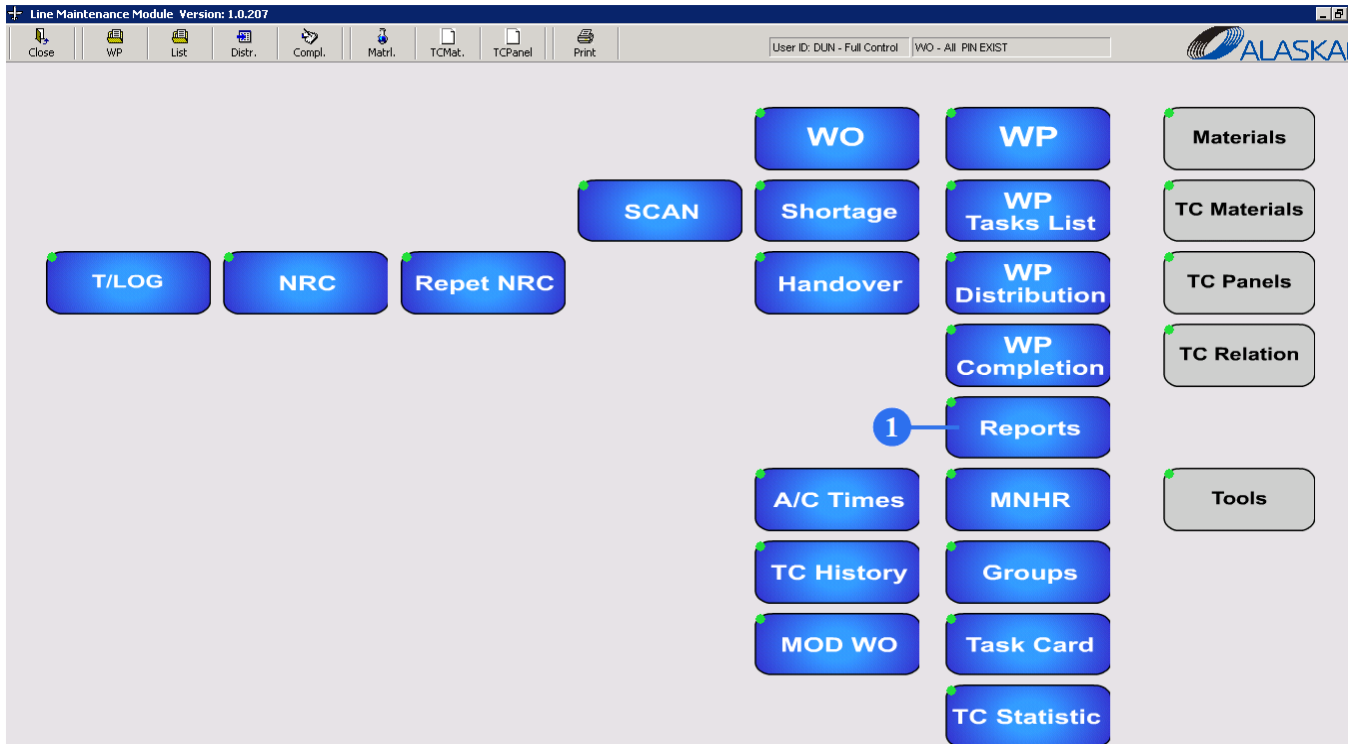 Line Maintenance Module Version: 1.0.207
Close WP List Distr. Compl. Matrl. TCMat. TCPanel Print
User ID: DUN - Full Control WO - All PIN EXIST
ALASKA
WO WP Materials
SCAN Shortage WP
Tasks List TC Materials
T/LOG NRC Repet NRC Handover WP
Distribution TC Panels
WP
Completion TC Relation
1 Reports
A/C Times MNHR Tools
TC History Groups
MOD WO Task Card
TC Statistic